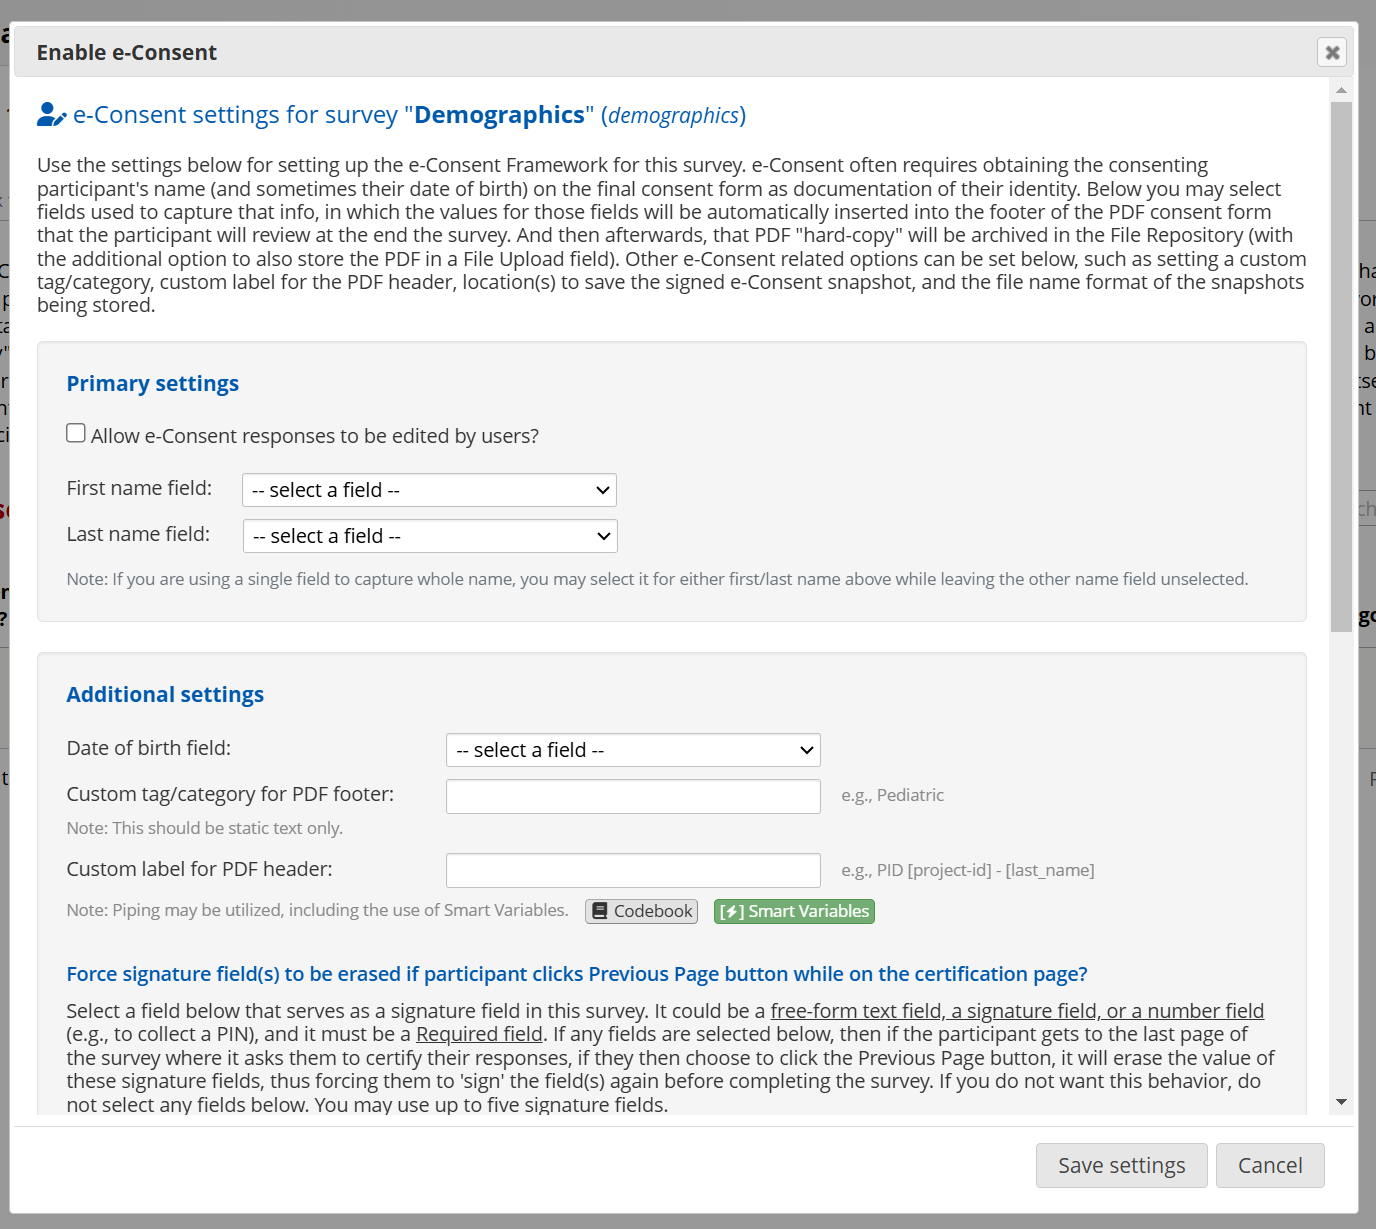 Enable e-Consent
e-Consent settings for survey "Demographics" (demographics)
Use the settings below for setting up the e-Consent Framework for this survey. e-Consent often requires obtaining the consenting
participant's name (and sometimes their date of birth) on the final consent form as documentation of their identity. Below you may select
fields used to capture that info, in which the values for those fields will be automatically inserted into the footer of the PDF consent form
that the participant will review at the end the survey. And then afterwards, that PDF "hard-copy" will be archived in the File Repository (with
the additional option to also store the PDF in a File Upload field). Other e-Consent related options can be set below, such as setting a custom
tag/category, custom label for the PDF header, location(s) to save the signed e-Consent snapshot, and the file name format of the snapshots
being stored.
Primary settings
Allow e-Consent responses to be edited by users?
First name field: -- select a field --
Last name field: -- select a field --
Note: If you are using a single field to capture whole name, you may select it for either first/last name above while leaving the other name field unselected.
Additional settings
Date of birth field: -- select a field --
Custom tag/category for PDF footer: e.g., Pediatric
Note: This should be static text only.
Custom label for PDF header: e.g., PID [project-id] - [last_name]
Note: Piping may be utilized, including the use of Smart Variables. Codebook [⚡] Smart Variables
Force signature field(s) to be erased if participant clicks Previous Page button while on the certification page?
Select a field below that serves as a signature field in this survey. It could be a free-form text field, a signature field, or a number field
(e.g., to collect a PIN), and it must be a Required field. If any fields are selected below, then if the participant gets to the last page of
the survey where it asks them to certify their responses, if they then choose to click the Previous Page button, it will erase the value of
these signature fields, thus forcing them to 'sign' the field(s) again before completing the survey. If you do not want this behavior, do
not select any fields below. You may use up to five signature fields.
Save settings Cancel